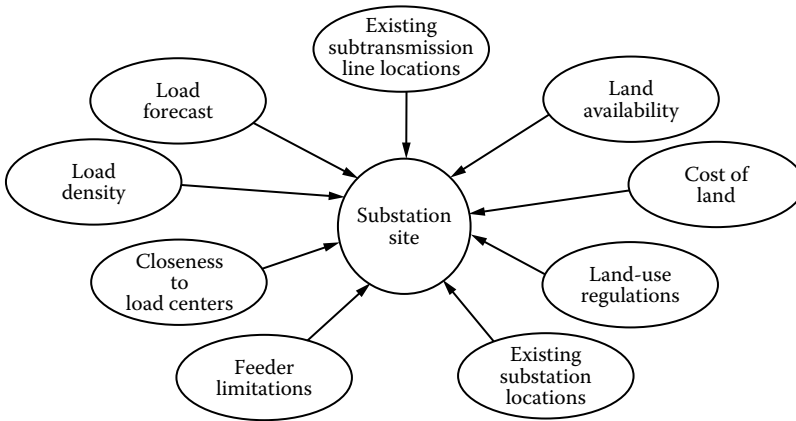 Existing
subtransmission
line locations
Load
forecast
Land
availability
Load
density
Cost of
land
Substation
site
Closeness
to
load centers
Land-use
regulations
Feeder
limitations
Existing
substation
locations